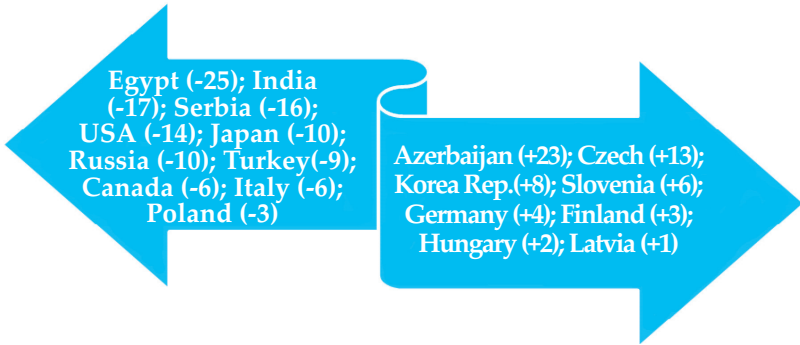 Egypt (-25); India
(-17); Serbia (-16);
USA (-14); Japan (-10);
Russia (-10); Turkey(-9);
Canada (-6); Italy (-6);
Poland (-3)
Azerbaijan (+23); Czech (+13);
Korea Rep.(+8); Slovenia (+6);
Germany (+4); Finland (+3);
Hungary (+2); Latvia (+1)